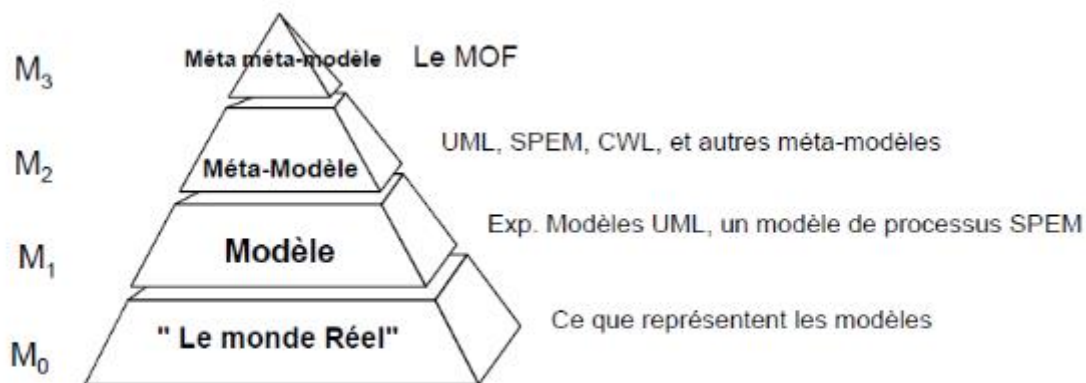 M3 Méta méta-modèle Le MOF
UML, SPEM, CWL, et autres méta-modèles
M2 Méta-Modèle
Exp. Modèles UML, un modèle de processus SPEM
M1 Modèle
Ce que représentent les modèles
M0 " Le monde Réel"